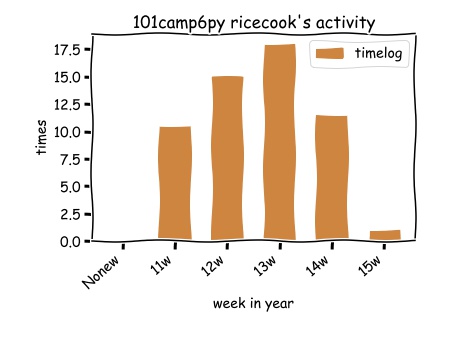 101camp6py ricecook's activity
17.5
15.0
12.5
10.0
7.5
5.0
2.5
0.0
times
timelog
Nonew
11w
12w
13w
14w
15w
week in year